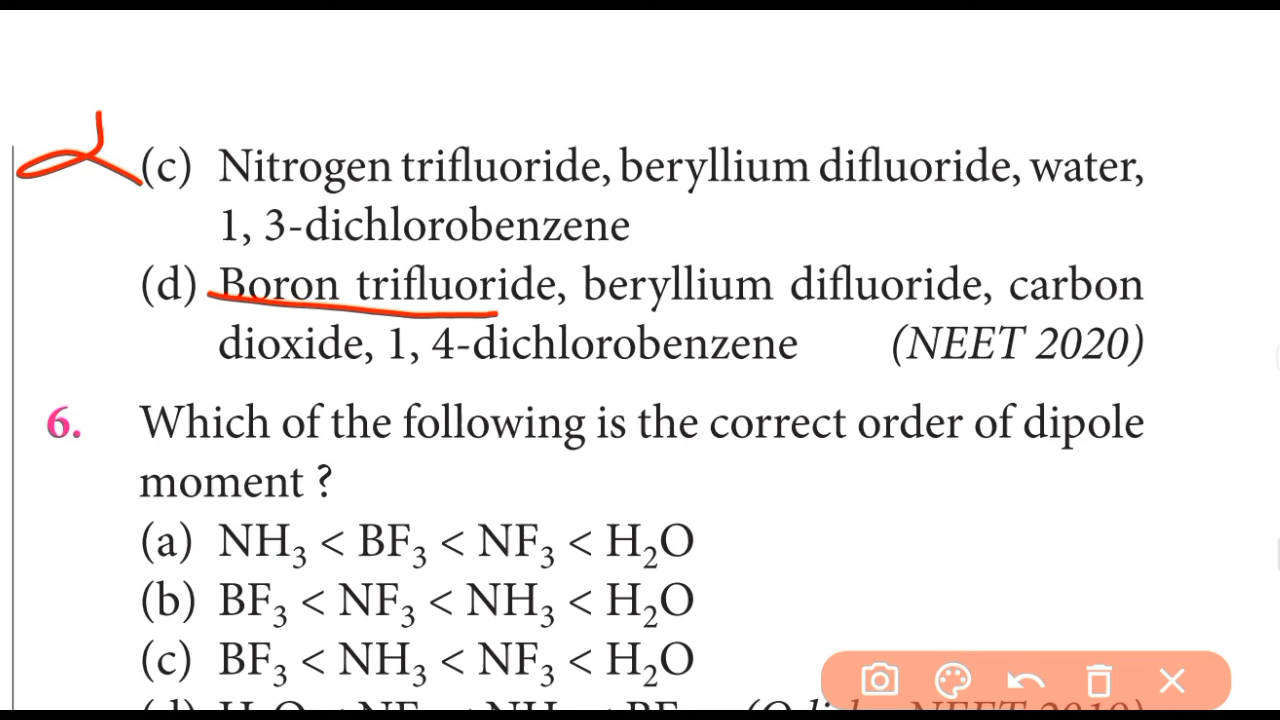 (c) Nitrogen trifluoride, beryllium difluoride, water,
1, 3-dichlorobenzene
(d) Boron trifluoride, beryllium difluoride, carbon
dioxide, 1, 4-dichlorobenzene (NEET 2020)
6. Which of the following is the correct order of dipole
moment ?
(a) NH₃ < BF₃ < NF₃ < H₂O
(b) BF₃ < NF₃ < NH₃ < H₂O
(c) BF₃ < NH₃ < NF₃ < H₂O